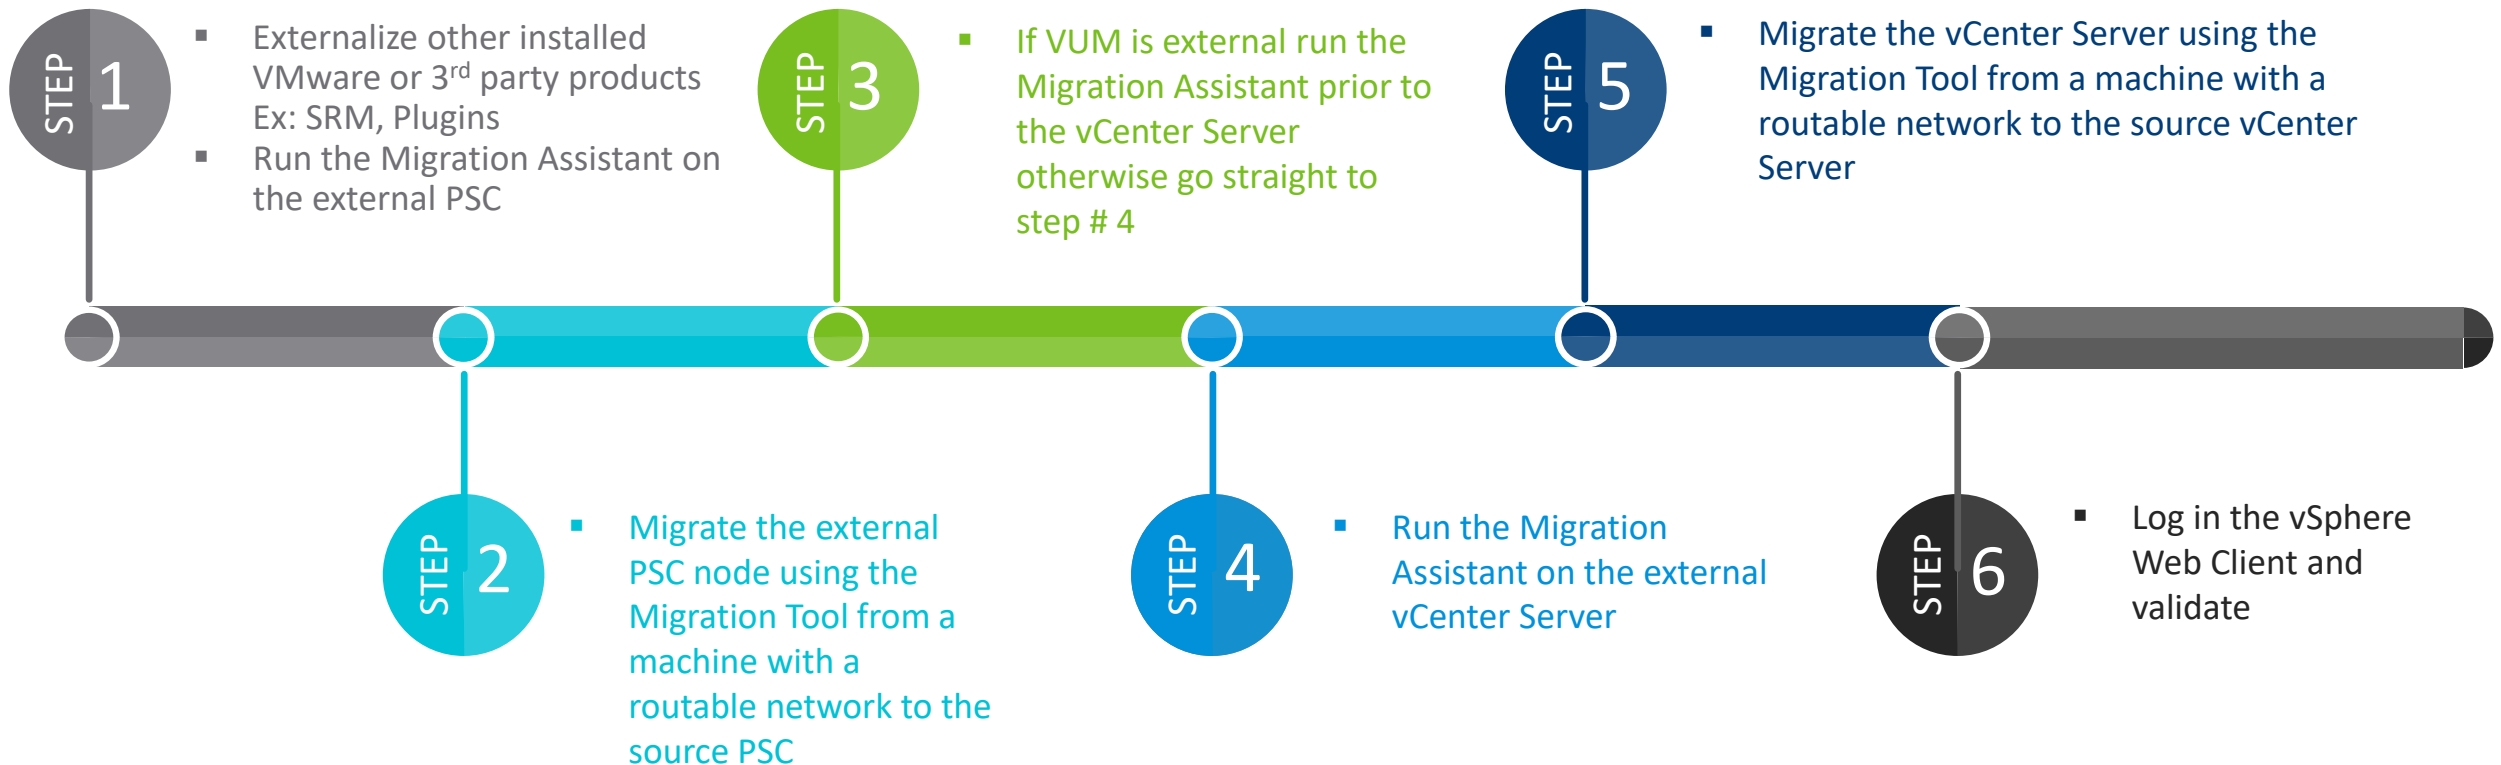 STEP 1
▪ Externalize other installed
VMware or 3rd party products
Ex: SRM, Plugins
▪ Run the Migration Assistant on
the external PSC
STEP 2
▪ Migrate the external
PSC node using the
Migration Tool from a
machine with a
routable network to the
source PSC
STEP 3
▪ If VUM is external run the
Migration Assistant prior to
the vCenter Server
otherwise go straight to
step # 4
STEP 4
▪ Run the Migration
Assistant on the external
vCenter Server
STEP 5
▪ Migrate the vCenter Server using the
Migration Tool from a machine with a
routable network to the source vCenter
Server
STEP 6
▪ Log in the vSphere
Web Client and
validate